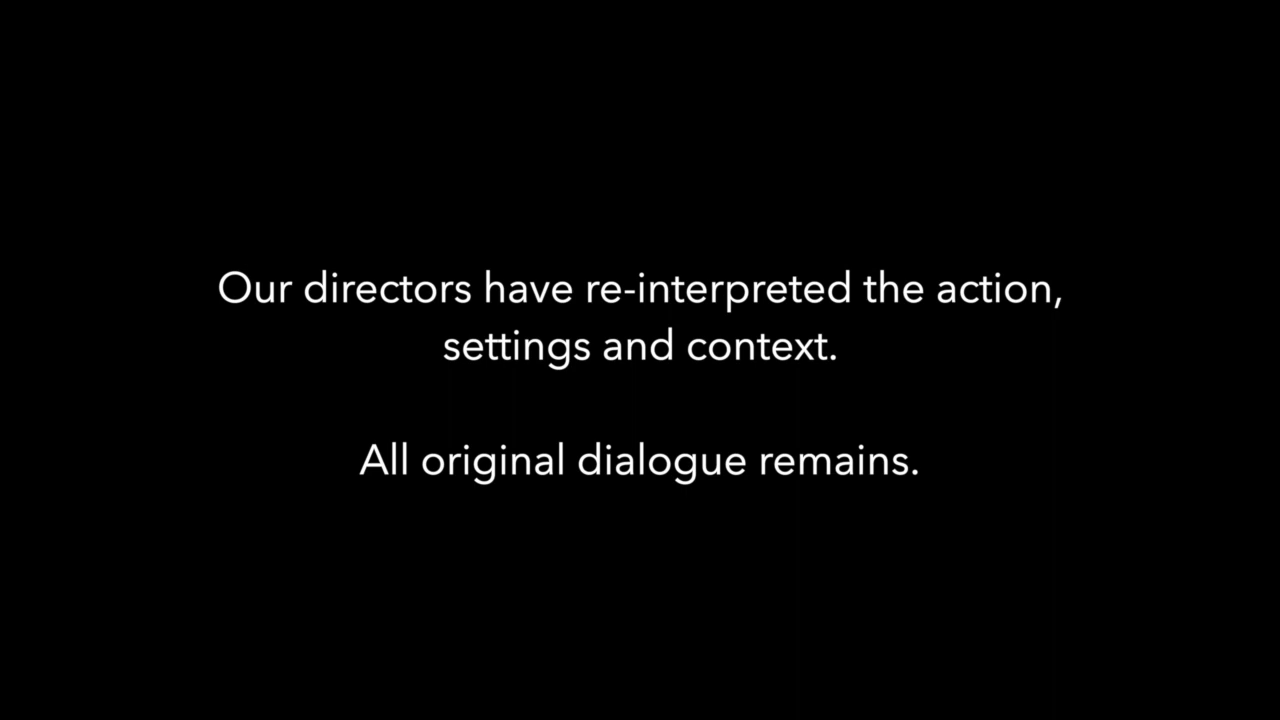 Our directors have re-interpreted the action,
settings and context.
All original dialogue remains.